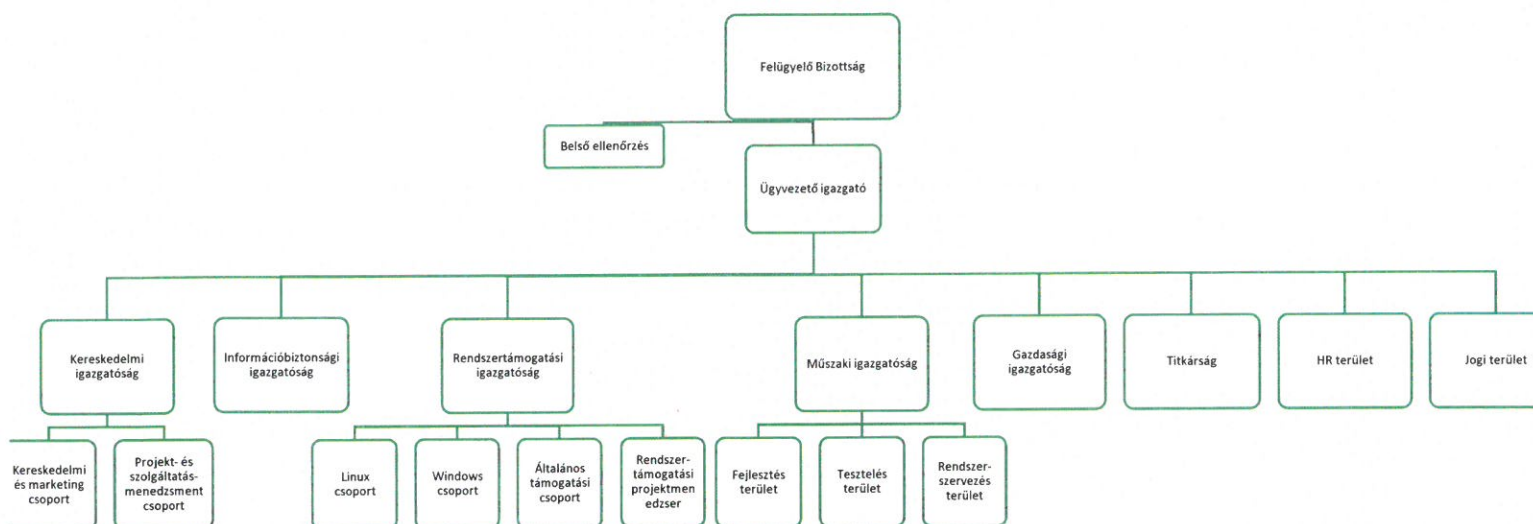 Felügyelő Bizottság
Belső ellenőrzés
Ügyvezető igazgató
Kereskedelmi
igazgatóság
Információbiztonsági
igazgatóság
Rendszertámogatási
igazgatóság
Műszaki igazgatóság
Gazdasági
igazgatóság
Titkárság
HR terület
Jogi terület
Kereskedelmi
és marketing
csoport
Projekt- és
szolgáltatás-
menedzsment
csoport
Linux
csoport
Windows
csoport
Általános
támogatási
csoport
Rendszer-
támogatási
projektmen
edzser
Fejlesztés
terület
Tesztelés
terület
Rendszer-
szervezés
terület